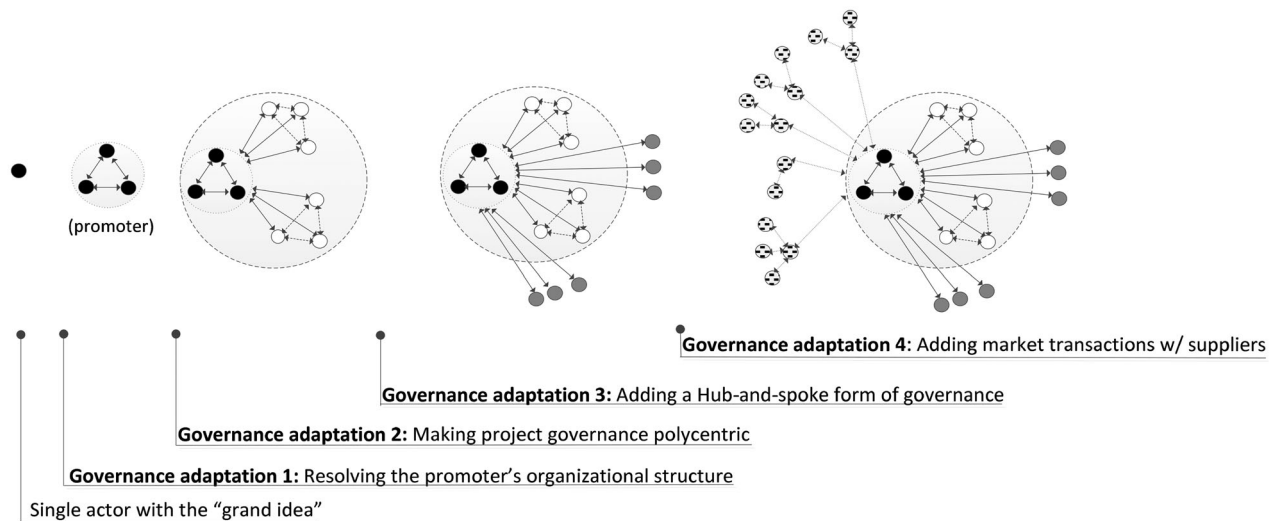 (promoter)
Governance adaptation 4: Adding market transactions w/ suppliers
Governance adaptation 3: Adding a Hub-and-spoke form of governance
Governance adaptation 2: Making project governance polycentric
Governance adaptation 1: Resolving the promoter’s organizational structure
Single actor with the “grand idea”